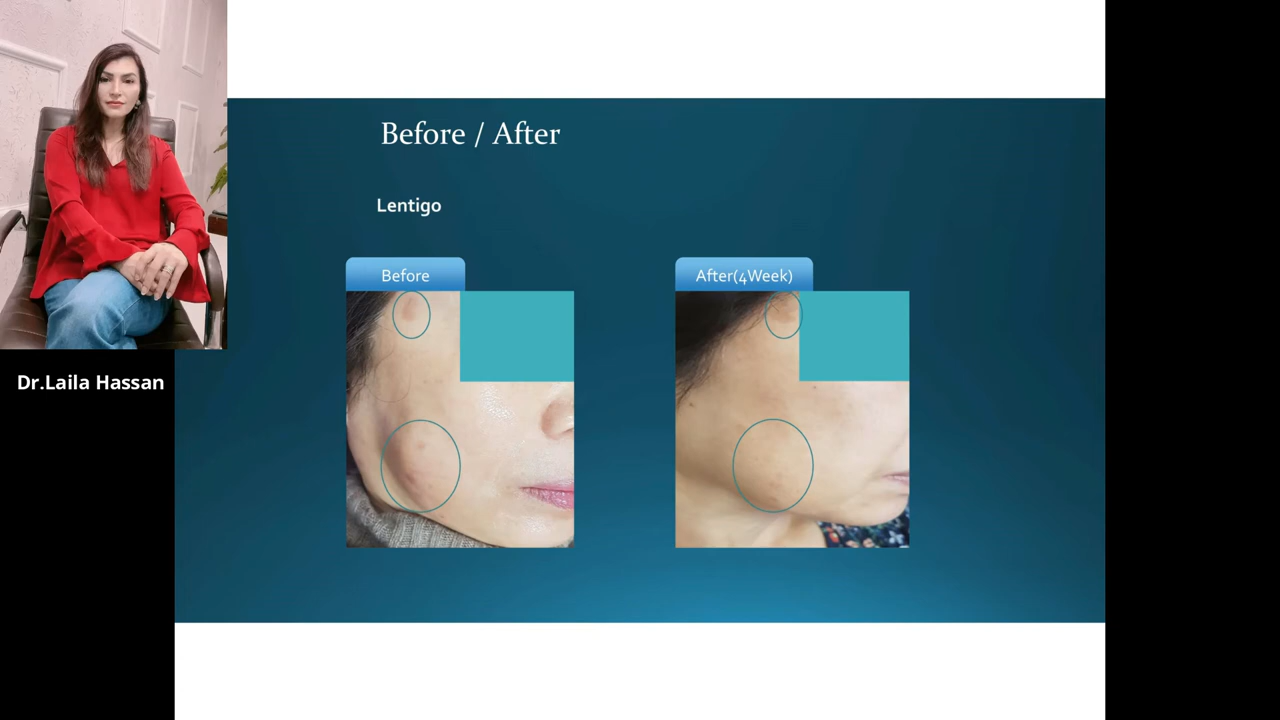 Before / After
Lentigo
Before
After(4Week)
Dr.Laila Hassan